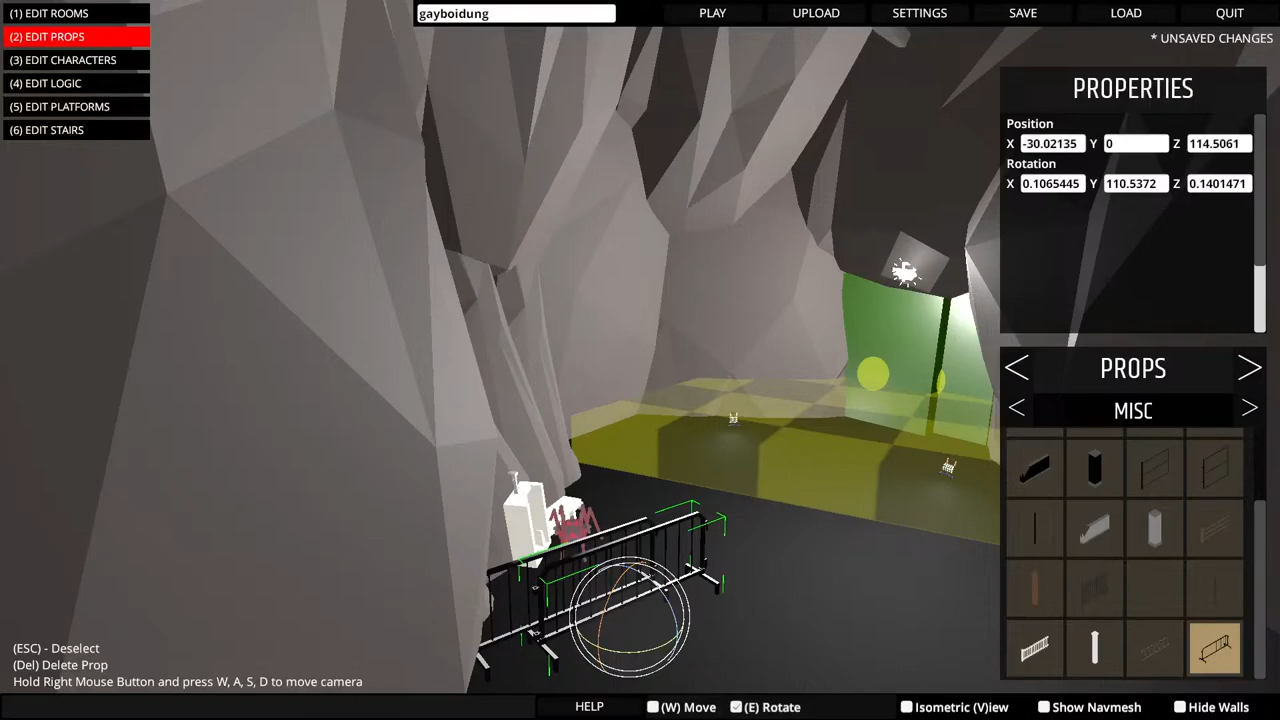 (1) EDIT ROOMS
(2) EDIT PROPS
(3) EDIT CHARACTERS
(4) EDIT LOGIC
(5) EDIT PLATFORMS
(6) EDIT STAIRS
gayboidung
PLAY UPLOAD SETTINGS SAVE LOAD QUIT
* UNSAVED CHANGES
PROPERTIES
Position
X -30.02135 Y 0 Z 114.5061
Rotation
X 0.1065445 Y 110.5372 Z 0.1401471
< PROPS >
< MISC >
(ESC) - Deselect
(Del) Delete Prop
Hold Right Mouse Button and press W, A, S, D to move camera
HELP (W) Move (E) Rotate Isometric (V)iew Show Navmesh Hide Walls